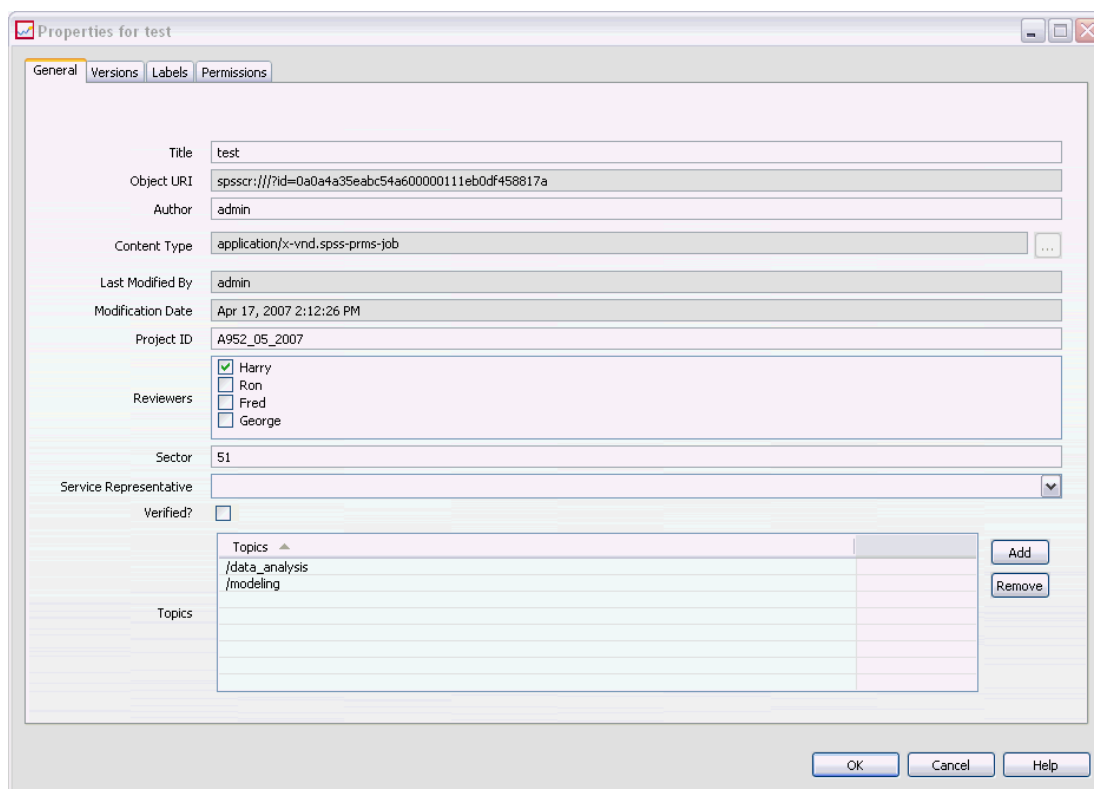 Properties for test
General Versions Labels Permissions
Title test
Object URI spsscr:///?id=0a0a4a35eabc54a600000111eb0df458817a
Author admin
Content Type application/x-vnd.spss-prms-job ...
Last Modified By admin
Modification Date Apr 17, 2007 2:12:26 PM
Project ID A952_05_2007
Reviewers
Harry
Ron
Fred
George
Sector 51
Service Representative
Verified?
Topics
Topics
/data_analysis
/modeling
Add
Remove
OK Cancel Help